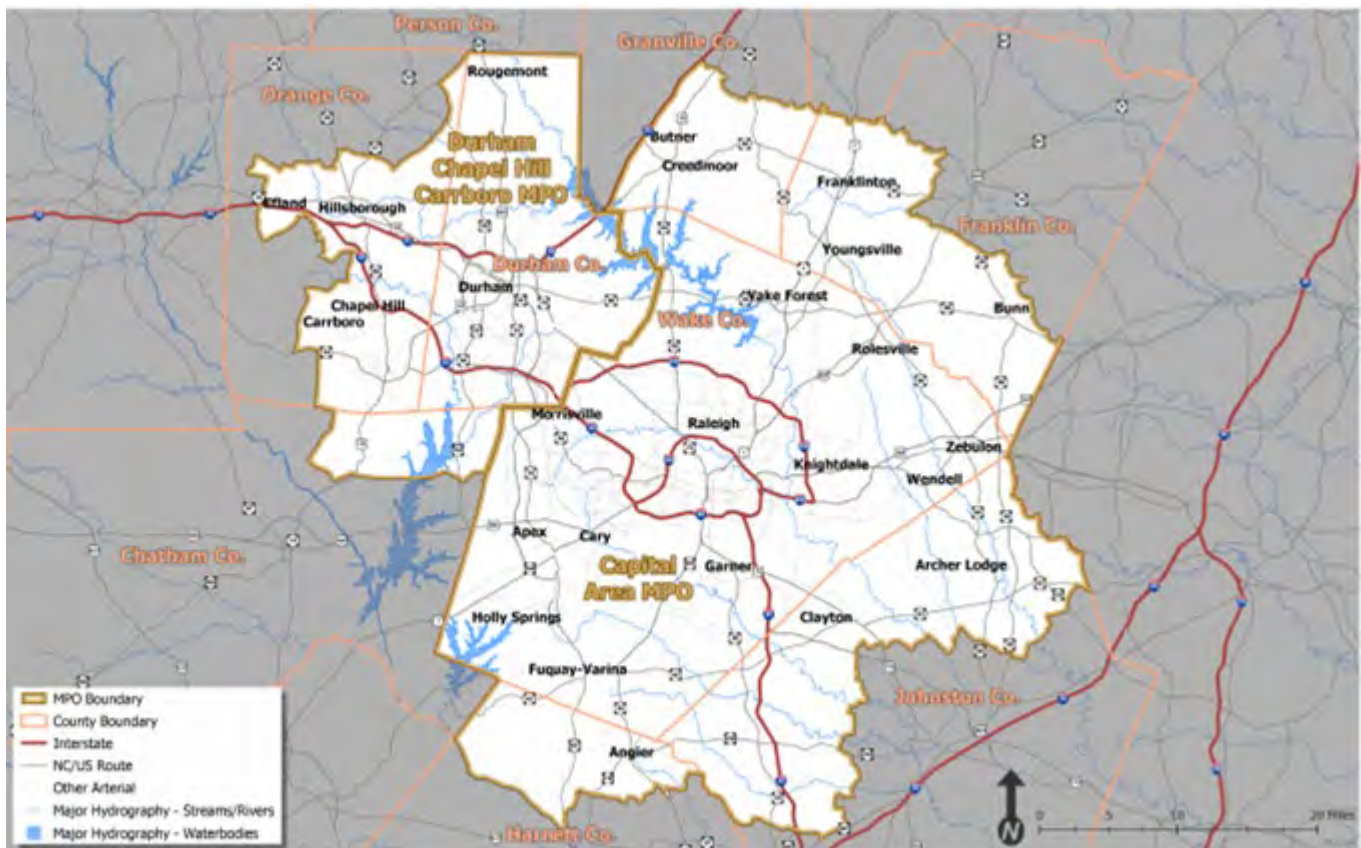 Person Co.
Granville Co.
Rougemont
Orange Co.
Durham
Chapel Hill
Carrboro MPO
Butner
Creedmoor
Franklinton
Efland
Hillsborough
Franklin Co.
Youngsville
Durham Co.
Durham
Wake Forest
Chapel Hill
Carrboro
Bunn
Wake Co.
Rolesville
Morrisville
Raleigh
Zebulon
Knightdale
Wendell
Apex
Cary
Chatham Co.
Garner
Archer Lodge
Capital
Area MPO
Holly Springs
Clayton
Fuquay-Varina
Johnston Co.
Angier
Harnett Co.
MPO Boundary
County Boundary
Interstate
NC/US Route
Other Arterial
Major Hydrography - Streams/Rivers
Major Hydrography - Waterbodies
N
0 5 10 20 Miles